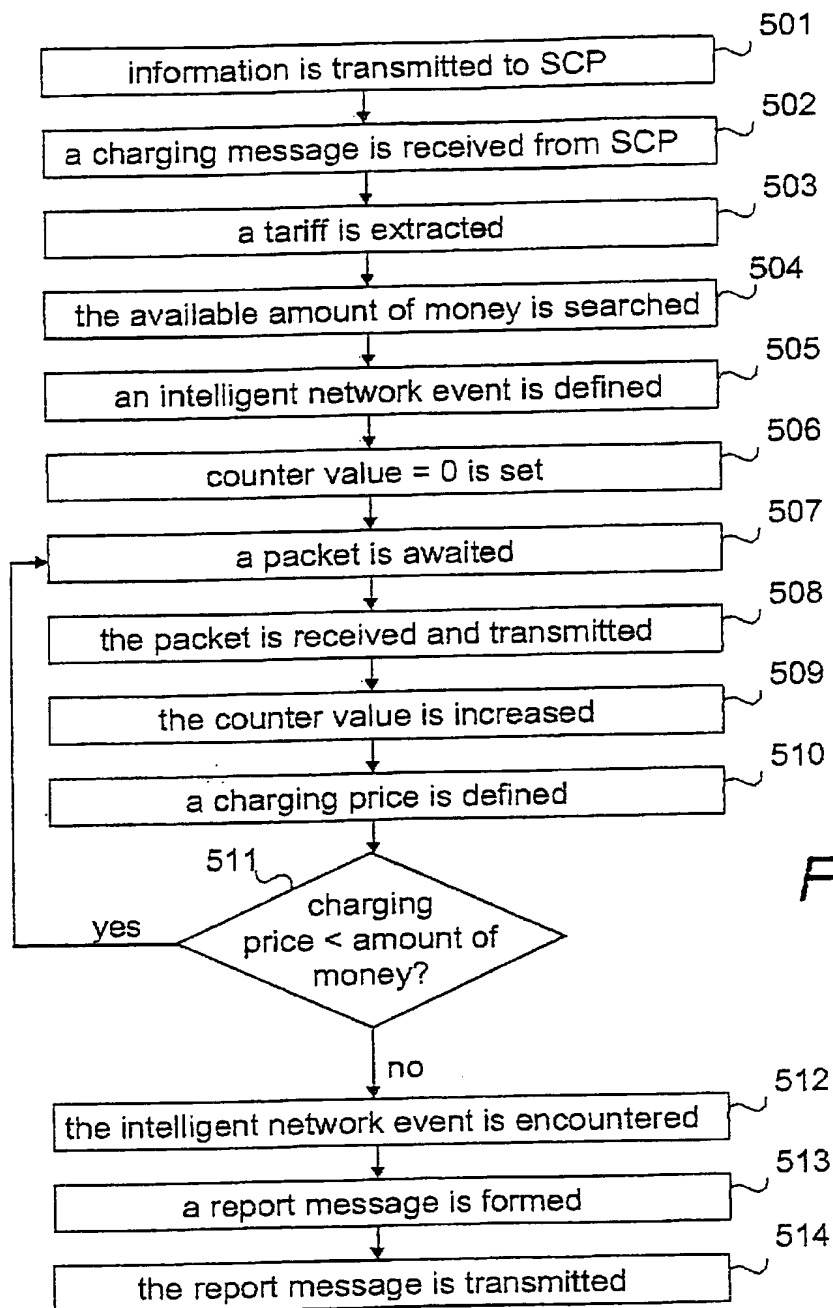 501
information is transmitted to SCP
502
a charging message is received from SCP
503
a tariff is extracted
504
the available amount of money is searched
505
an intelligent network event is defined
506
counter value = 0 is set
507
a packet is awaited
508
the packet is received and transmitted
509
the counter value is increased
510
a charging price is defined
511
F
charging
price < amount of
money?
yes
no
512
the intelligent network event is encountered
513
a report message is formed
514
the report message is transmitted